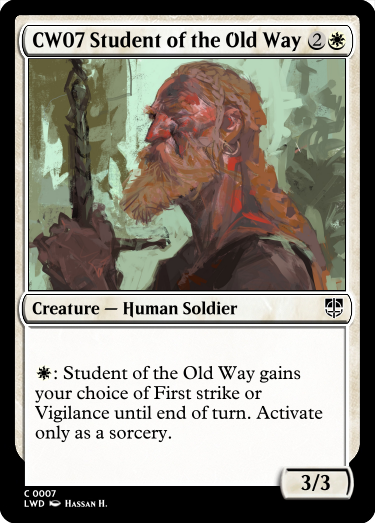 CW07 Student of the Old Way 2
Creature — Human Soldier
: Student of the Old Way gains
your choice of First strike or
Vigilance until end of turn. Activate
only as a sorcery.
3/3
C 0007
LWD Hassan H.